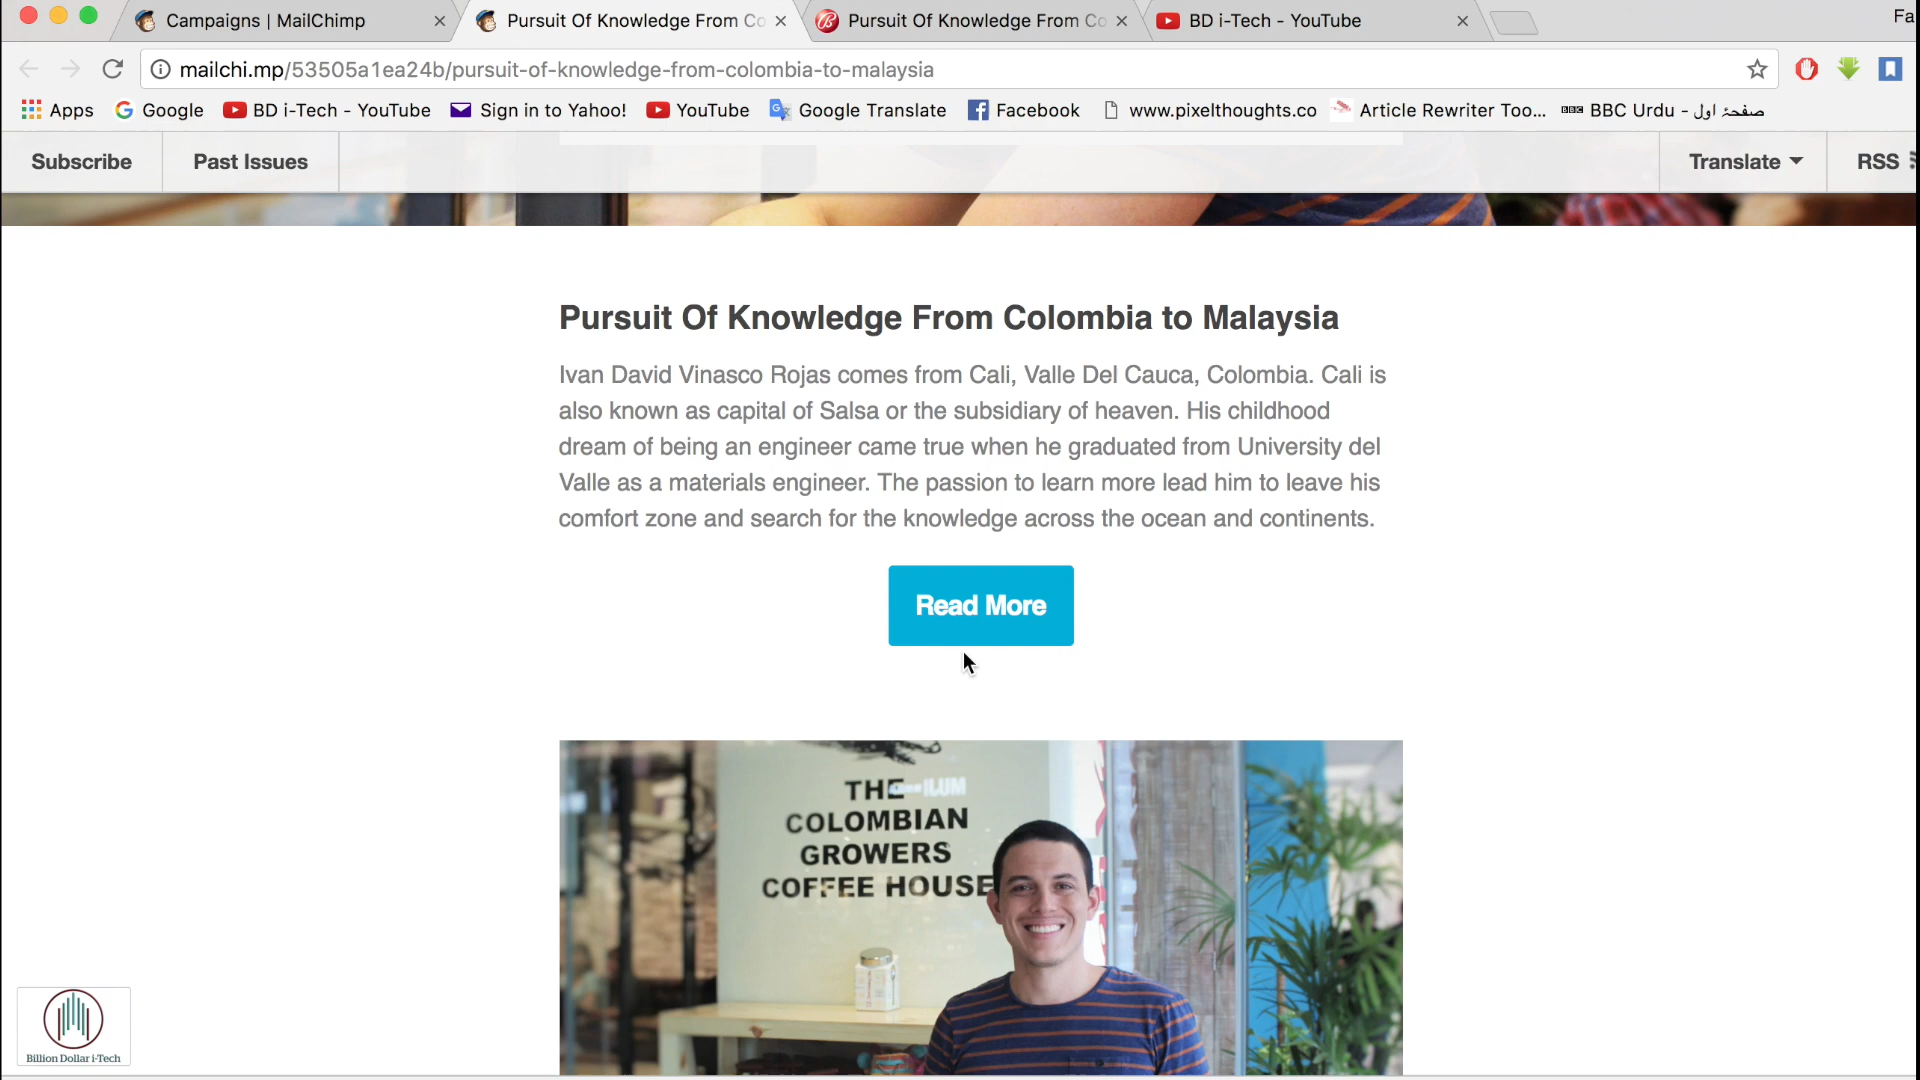 Campaigns | MailChimp
Pursuit Of Knowledge From Co
Pursuit Of Knowledge From Co
BD i-Tech - YouTube
Fa
mailchi.mp/53505a1ea24b/pursuit-of-knowledge-from-colombia-to-malaysia
Apps
Google
BD i-Tech - YouTube
Sign in to Yahoo!
YouTube
Google Translate
Facebook
www.pixelthoughts.co
Article Rewriter Too...
BBC Urdu - صفحۂ اول
Subscribe
Past Issues
Translate
RSS
Pursuit Of Knowledge From Colombia to Malaysia
Ivan David Vinasco Rojas comes from Cali, Valle Del Cauca, Colombia. Cali is
also known as capital of Salsa or the subsidiary of heaven. His childhood
dream of being an engineer came true when he graduated from University del
Valle as a materials engineer. The passion to learn more lead him to leave his
comfort zone and search for the knowledge across the ocean and continents.
Read More
THE
COLOMBIAN
GROWERS
COFFEE HOUSE
Billion Dollar i-Tech